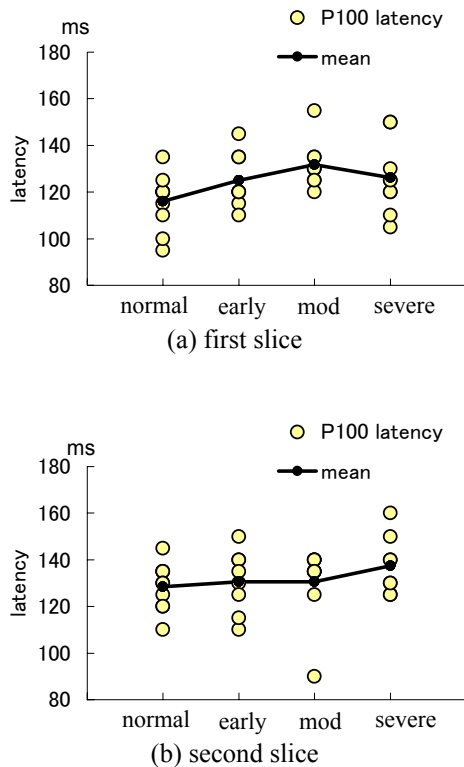 ms
P100 latency
mean
180
160
140
120
100
80
latency
normal early mod severe
(a) first slice
P100 latency
ms
mean
180
160
140
120
100
80
latency
normal early mod severe
(b) second slice